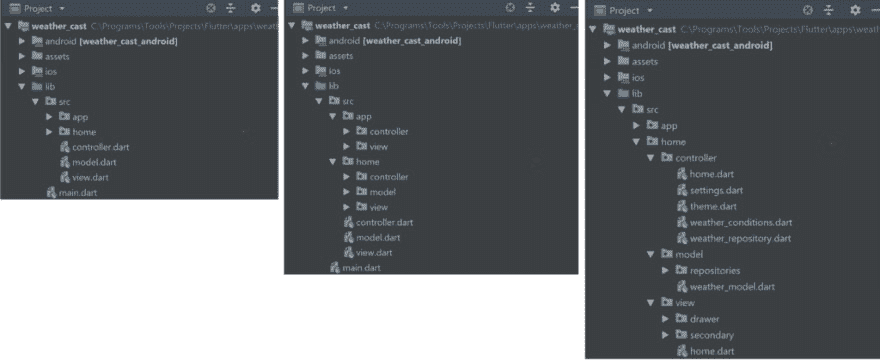 Project
weather_cast C:\Programs\Tools\Projects\Flutter\apps\weath
android [weather_cast_android]
assets
ios
lib
src
app
home
controller.dart
model.dart
view.dart
main.dart
Project
weather_cast C:\Programs\Tools\Projects\Flutter\apps\weather_
android [weather_cast_android]
assets
ios
lib
src
app
controller
view
home
controller
model
view
controller.dart
model.dart
view.dart
main.dart
Project
weather_cast C:\Programs\Tools\Projects\Flutter\apps\weath
android [weather_cast_android]
assets
ios
lib
src
app
home
controller
home.dart
settings.dart
theme.dart
weather_conditions.dart
weather_repository.dart
model
repositories
weather_model.dart
view
drawer
secondary
home.dart